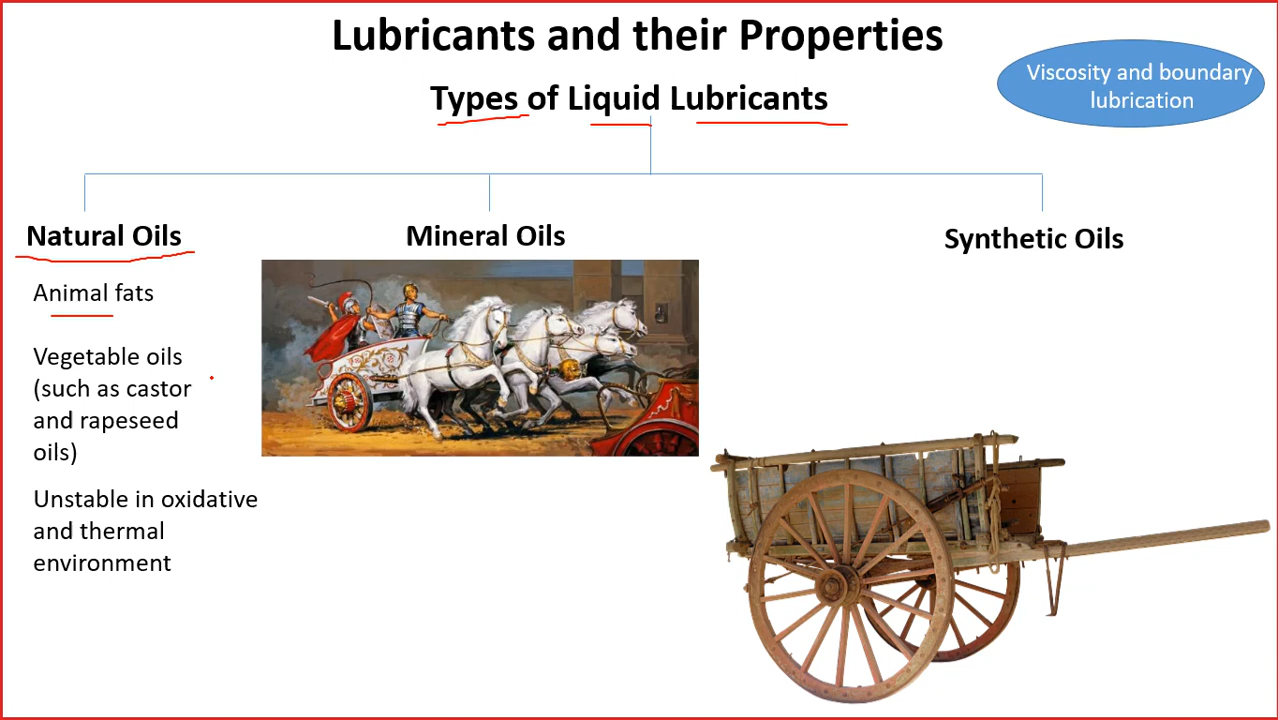 Lubricants and their Properties
Types of Liquid Lubricants
Viscosity and boundary
lubrication
Natural Oils
Mineral Oils
Synthetic Oils
Animal fats
Vegetable oils
(such as castor
and rapeseed
oils)
Unstable in oxidative
and thermal
environment